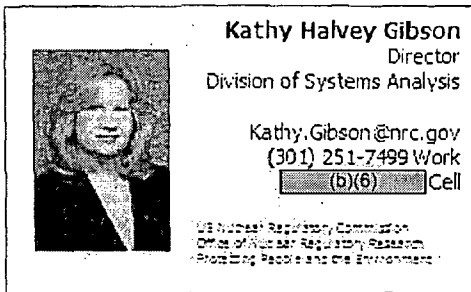 Kathy Halvey Gibson
Director
Division of Systems Analysis
Kathy.Gibson@nrc.gov
(301) 251-7499 Work
(b)(6) Cell
US Nuclear Regulatory Commission
Office of Nuclear Regulatory Research
Protecting People and the Environment